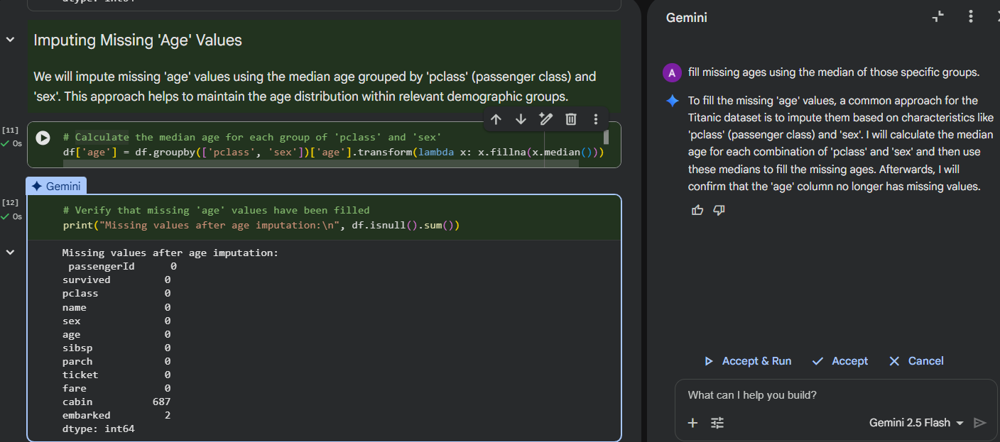 dtype: int64
Imputing Missing 'Age' Values
We will impute missing 'age' values using the median age grouped by 'pclass' (passenger class) and
'sex'. This approach helps to maintain the age distribution within relevant demographic groups.
[11]
0s
# Calculate the median age for each group of 'pclass' and 'sex'
df['age'] = df.groupby(['pclass', 'sex'])['age'].transform(lambda x: x.fillna(x.median()))
Gemini
[12]
0s
# Verify that missing 'age' values have been filled
print("Missing values after age imputation:\n", df.isnull().sum())
Missing values after age imputation:
passengerId 0
survived 0
pclass 0
name 0
sex 0
age 0
sibsp 0
parch 0
ticket 0
fare 0
cabin 687
embarked 2
dtype: int64
Gemini
A
fill missing ages using the median of those specific groups.
To fill the missing 'age' values, a common approach for the
Titanic dataset is to impute them based on characteristics like
'pclass' (passenger class) and 'sex'. I will calculate the median
age for each combination of 'pclass' and 'sex' and then use
these medians to fill the missing ages. Afterwards, I will
confirm that the 'age' column no longer has missing values.
Accept & Run Accept Cancel
What can I help you build?
Gemini 2.5 Flash